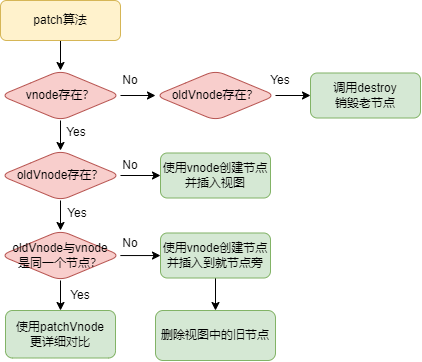 patch算法
vnode存在?
No
oldVnode存在?
Yes
调用destroy
销毁老节点
Yes
oldVnode存在?
No
使用vnode创建节点
并插入视图
Yes
oldVnode与vnode
是同一个节点?
No
使用vnode创建节点
并插入到就节点旁
Yes
使用patchVnode
更详细对比
删除视图中的旧节点